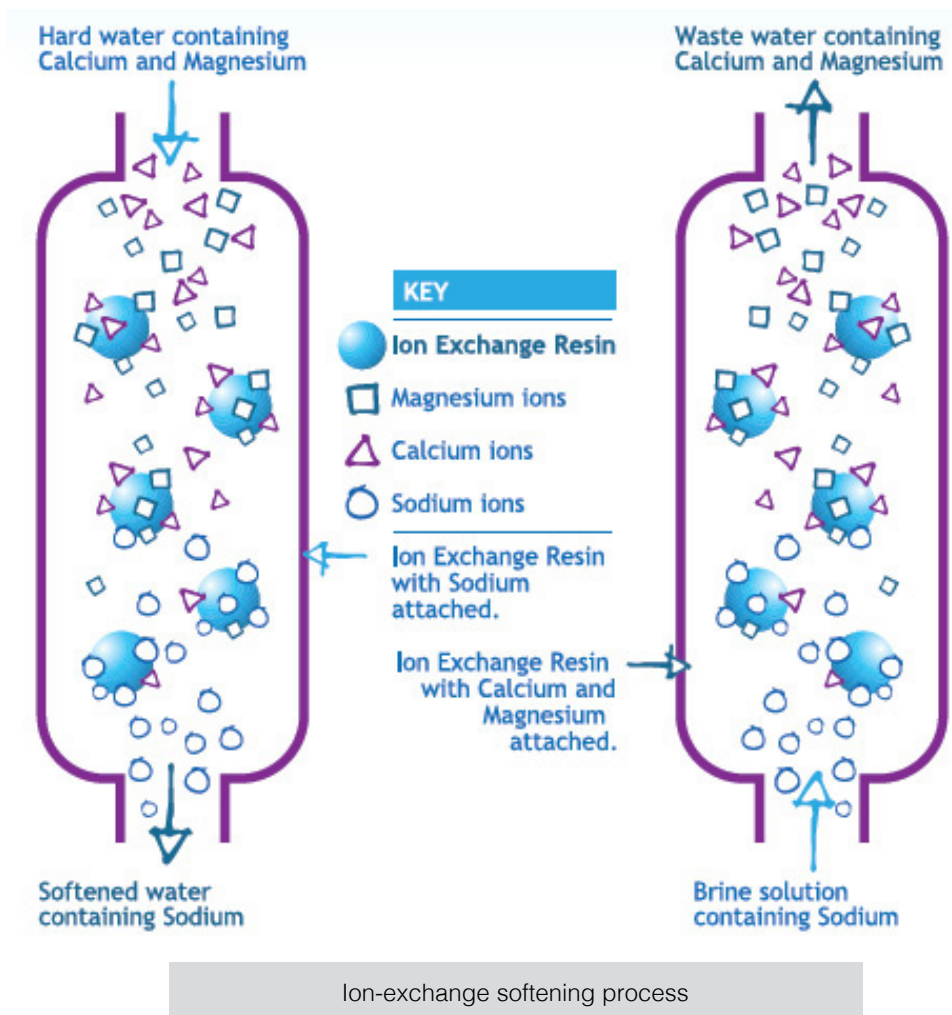 Hard water containing
Calcium and Magnesium
Waste water containing
Calcium and Magnesium
KEY
Ion Exchange Resin
Magnesium ions
Calcium ions
Sodium ions
Ion Exchange Resin
with Sodium
attached.
Ion Exchange Resin
with Calcium and
Magnesium
attached.
Softened water
containing Sodium
Brine solution
containing Sodium
Ion-exchange softening process